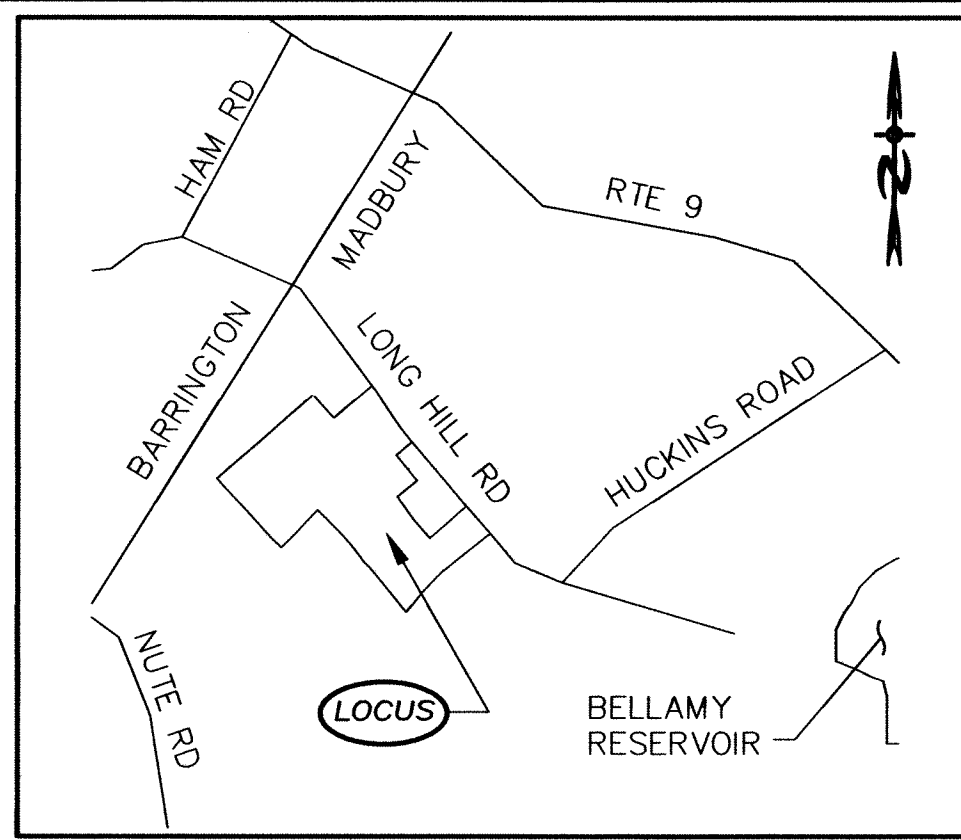 HAM RD
MADBURY
RTE 9
N
BARRINGTON
LONG HILL RD
HUCKINS ROAD
NUTE RD
LOCUS
BELLAMY
RESERVOIR